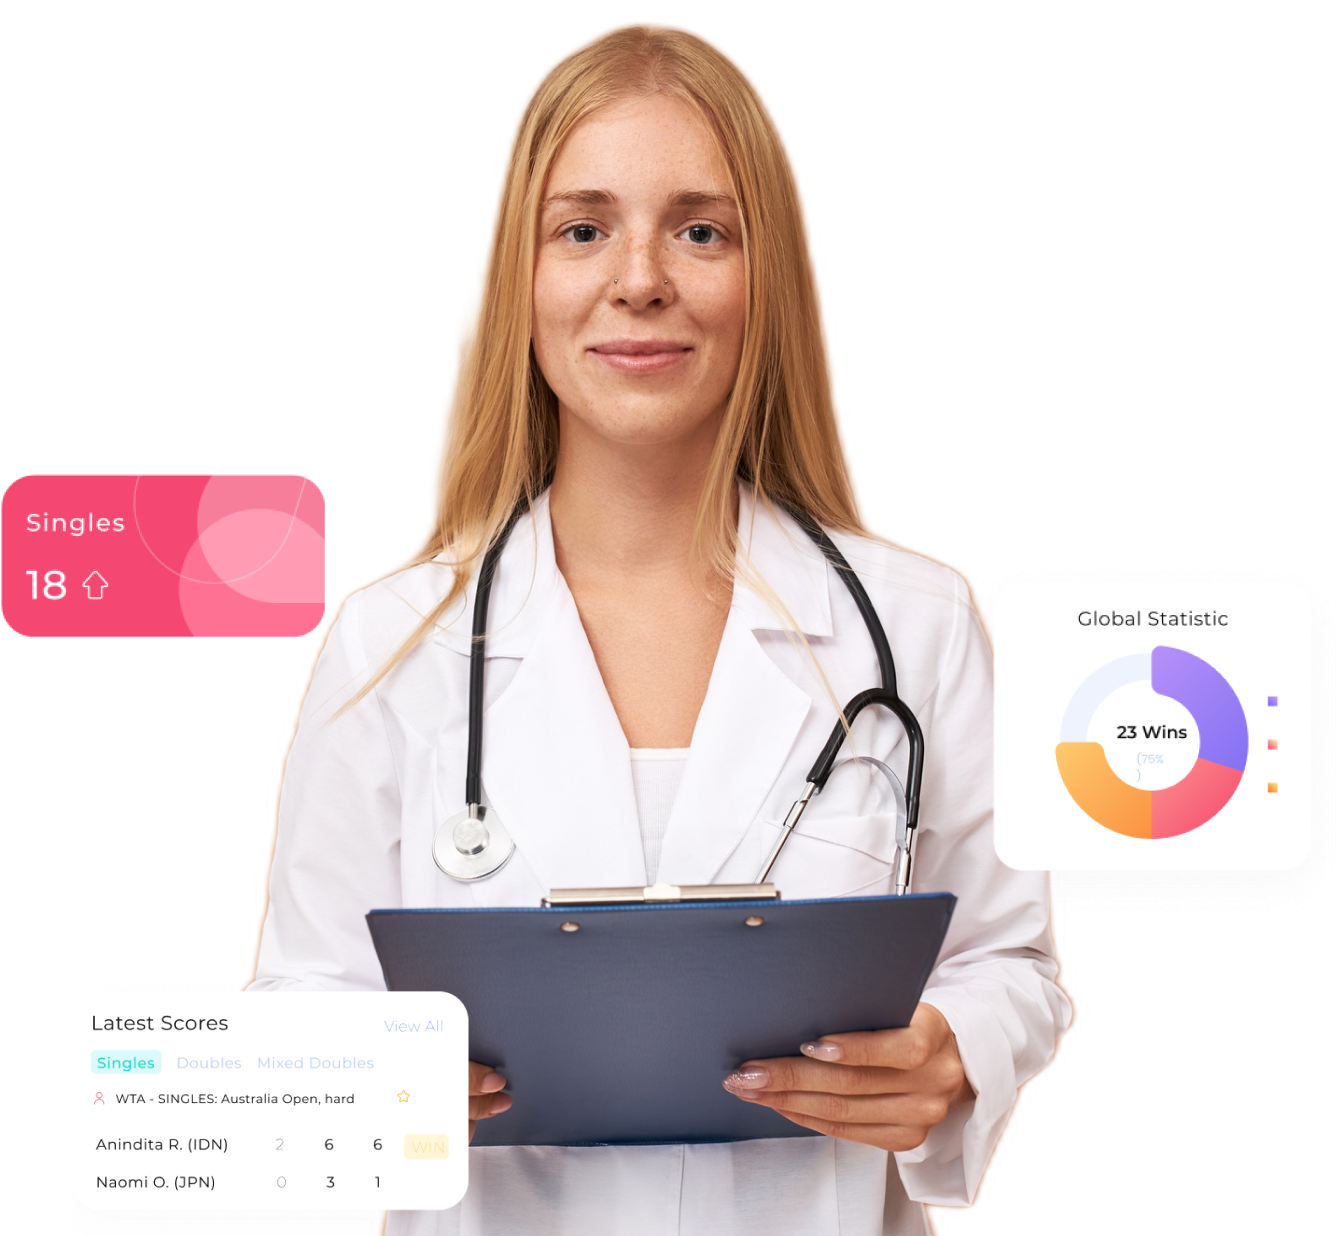 Singles
18
Global Statistic
23 Wins
(75%
)
Latest Scores
View All
Singles Doubles Mixed Doubles
WTA - SINGLES: Australia Open, hard
Anindita R. (IDN) 2 6 6 WIN
Naomi O. (JPN) 0 3 1